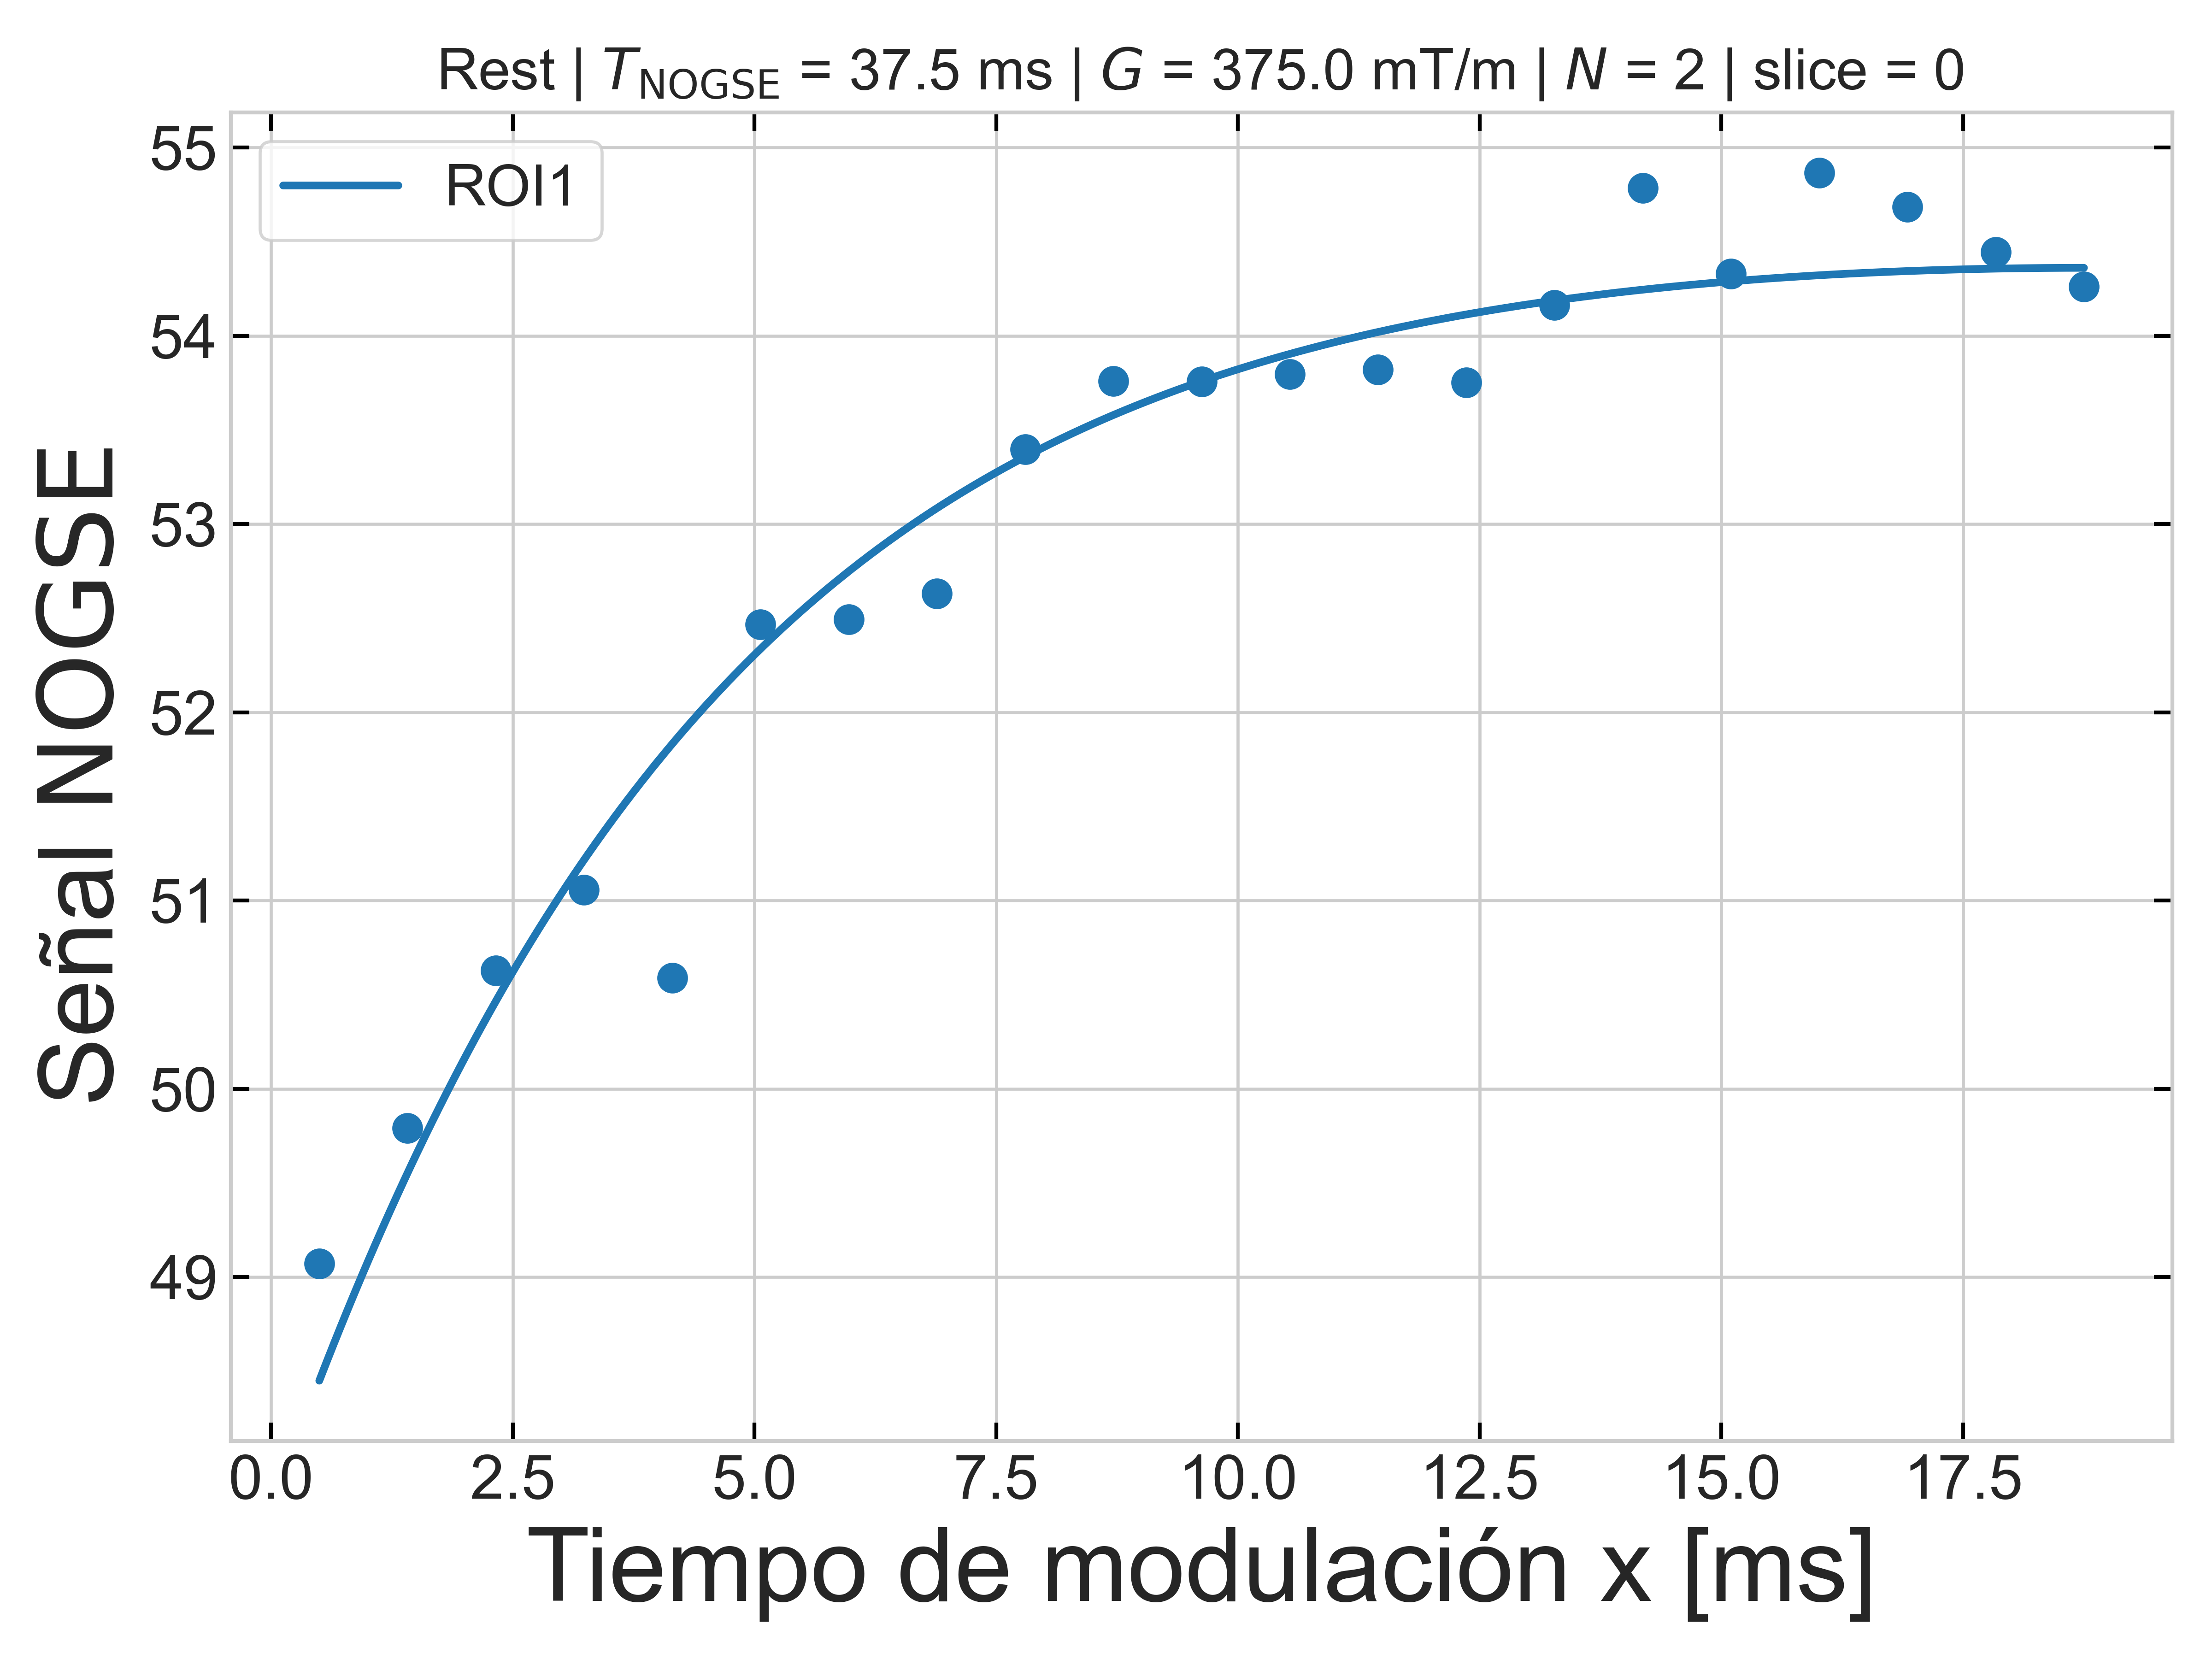 Rest | T_NOGSE = 37.5 ms | G = 375.0 mT/m | N = 2 | slice = 0
ROI1
55
54
53
52
51
50
49
Señal NOGSE
0.0 2.5 5.0 7.5 10.0 12.5 15.0 17.5
Tiempo de modulación x [ms]